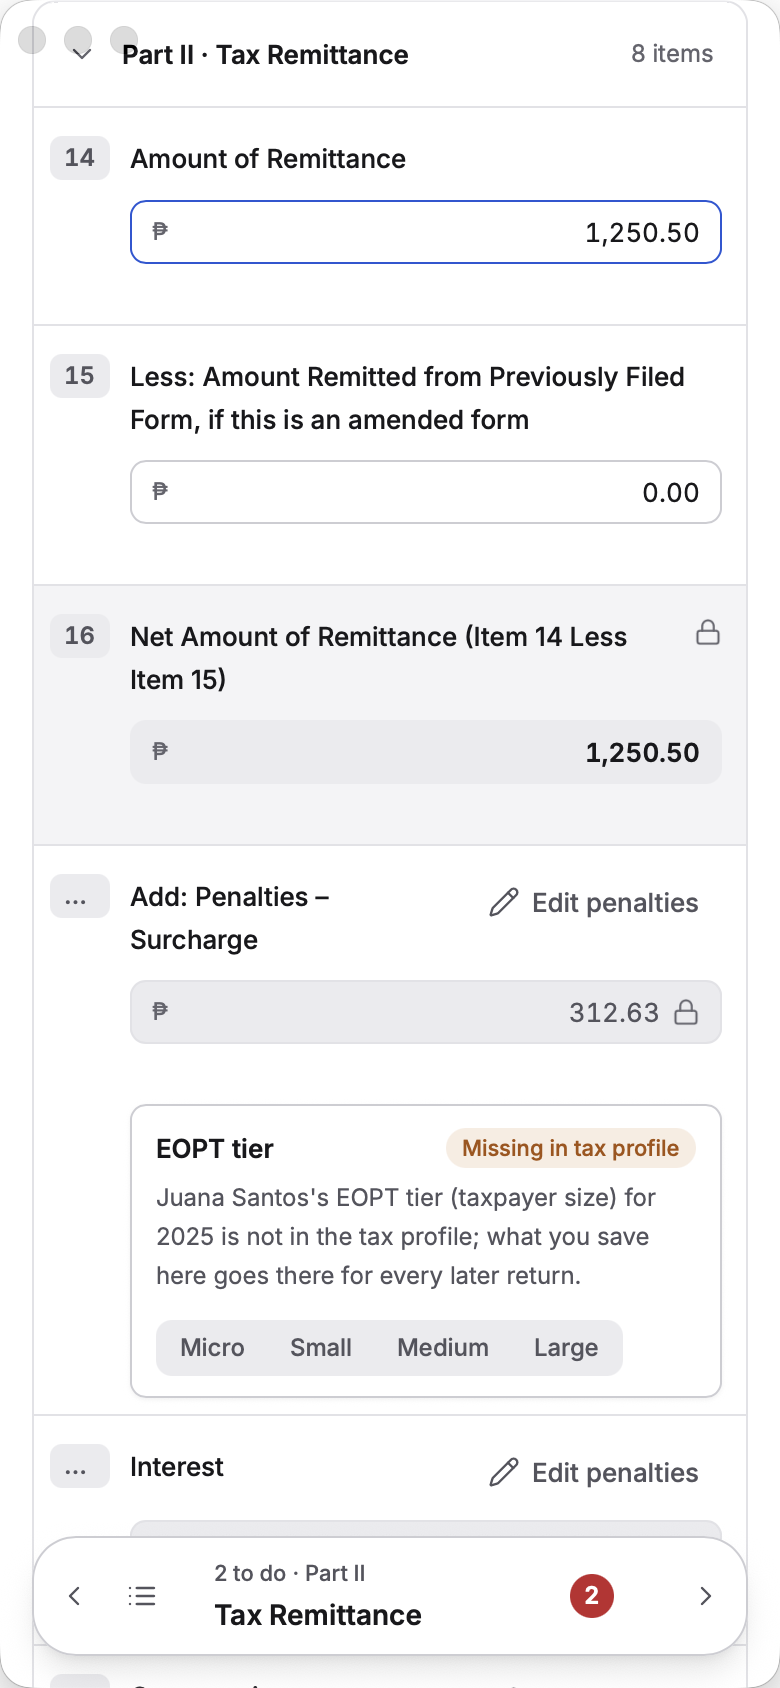 Part II · Tax Remittance
8 items
14
Amount of Remittance
₱ 1,250.50
15
Less: Amount Remitted from Previously Filed
Form, if this is an amended form
₱ 0.00
16
Net Amount of Remittance (Item 14 Less
Item 15)
₱ 1,250.50
...
Add: Penalties –
Surcharge
Edit penalties
₱ 312.63
EOPT tier
Missing in tax profile
Juana Santos's EOPT tier (taxpayer size) for
2025 is not in the tax profile; what you save
here goes there for every later return.
Micro Small Medium Large
...
Interest
Edit penalties
2 to do · Part II
Tax Remittance
2